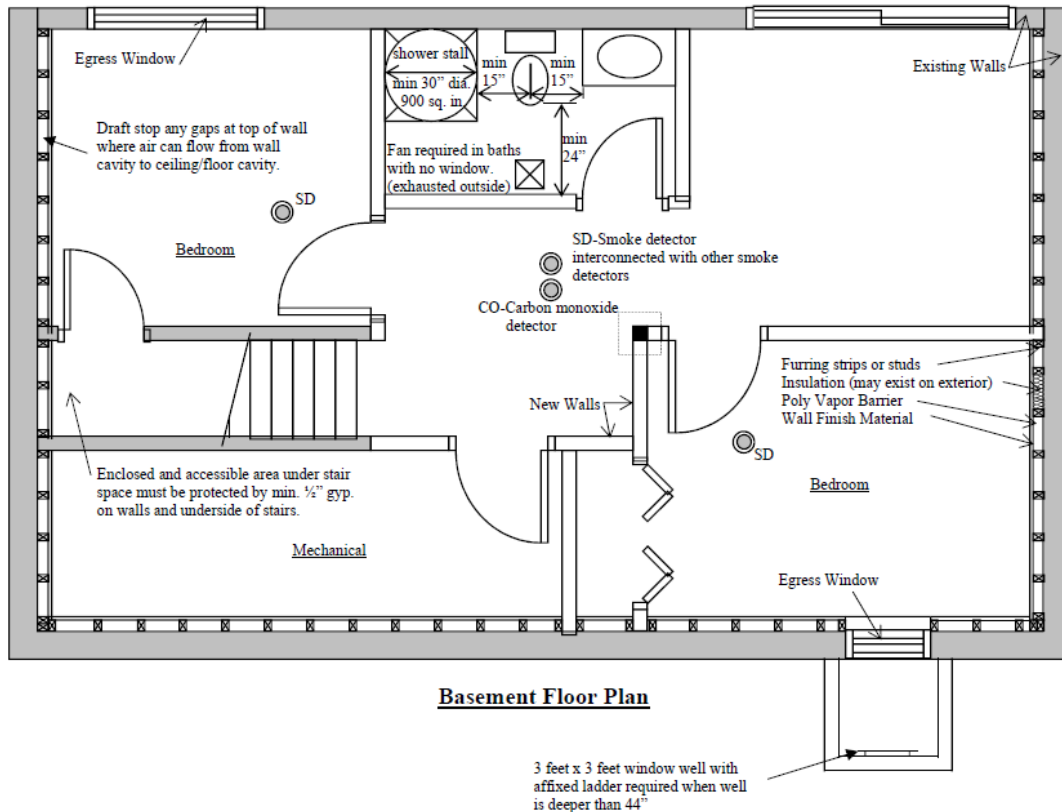 Egress Window
shower stall
min 30” dia.
900 sq. in.
min
15”
min
15”
Existing Walls
Draft stop any gaps at top of wall
where air can flow from wall
cavity to ceiling/floor cavity.
min
24”
Fan required in baths
with no window.
(exhausted outside)
SD
Bedroom
SD-Smoke detector
interconnected with other smoke
detectors
CO-Carbon monoxide
detector
Furring strips or studs
Insulation (may exist on exterior)
Poly Vapor Barrier
Wall Finish Material
New Walls
SD
Enclosed and accessible area under stair
space must be protected by min. ½” gyp.
on walls and underside of stairs.
Bedroom
Mechanical
Egress Window
Basement Floor Plan
3 feet x 3 feet window well with
affixed ladder required when well
is deeper than 44”